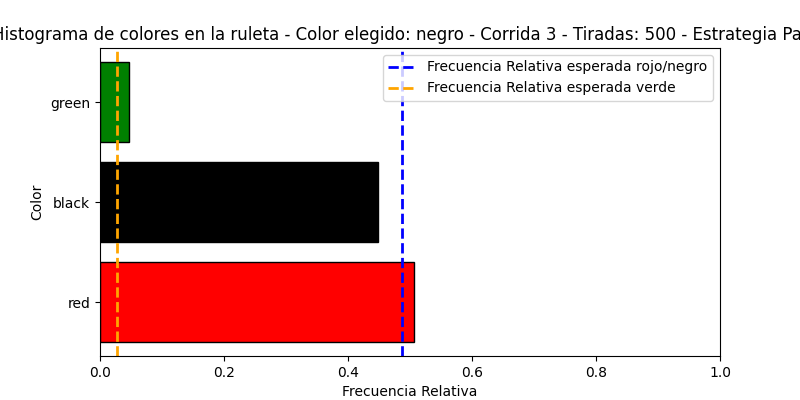 Histograma de colores en la ruleta - Color elegido: negro - Corrida 3 - Tiradas: 500 - Estrategia Pa
Frecuencia Relativa esperada rojo/negro
Frecuencia Relativa esperada verde
green
black
red
Color
0.0 0.2 0.4 0.6 0.8 1.0
Frecuencia Relativa